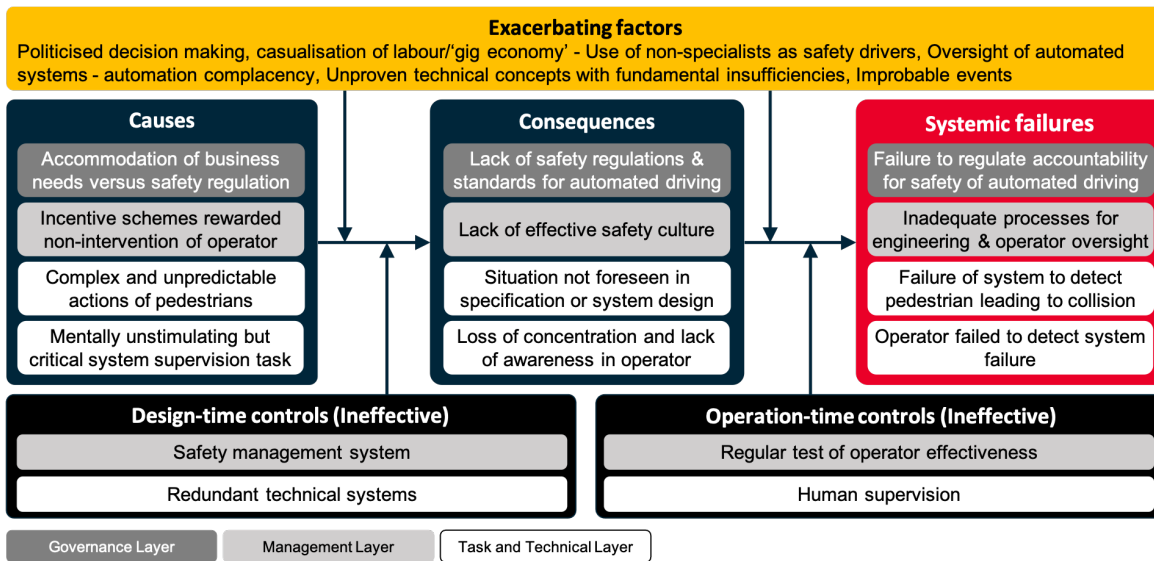 Exacerbating factors
Politicised decision making, casualisation of labour/‘gig economy’ - Use of non-specialists as safety drivers, Oversight of automated
systems - automation complacency, Unproven technical concepts with fundamental insufficiencies, Improbable events
Causes
Accommodation of business
needs versus safety regulation
Incentive schemes rewarded
non-intervention of operator
Complex and unpredictable
actions of pedestrians
Mentally unstimulating but
critical system supervision task
Consequences
Lack of safety regulations &
standards for automated driving
Lack of effective safety culture
Situation not foreseen in
specification or system design
Loss of concentration and lack
of awareness in operator
Systemic failures
Failure to regulate accountability
for safety of automated driving
Inadequate processes for
engineering & operator oversight
Failure of system to detect
pedestrian leading to collision
Operator failed to detect system
failure
Design-time controls (Ineffective)
Safety management system
Redundant technical systems
Operation-time controls (Ineffective)
Regular test of operator effectiveness
Human supervision
Governance Layer
Management Layer
Task and Technical Layer